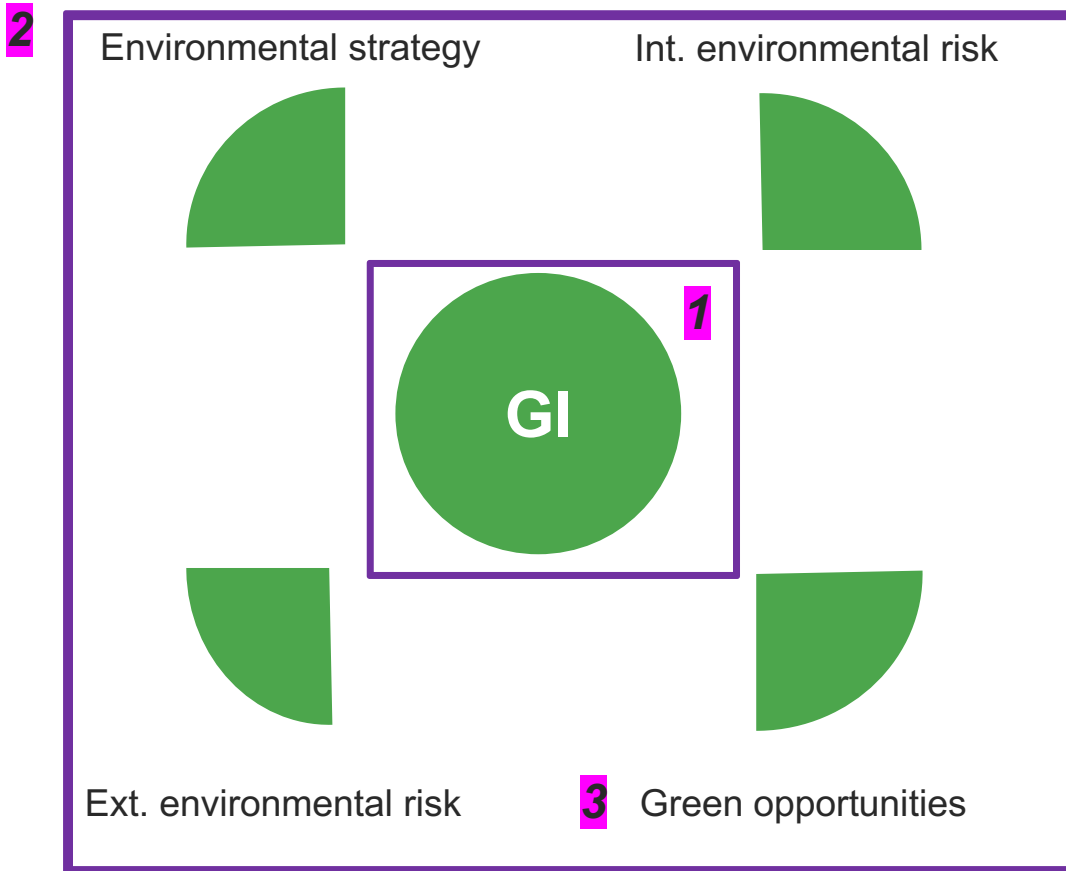 2
Environmental strategy
Int. environmental risk
1
GI
Ext. environmental risk
3
Green opportunities